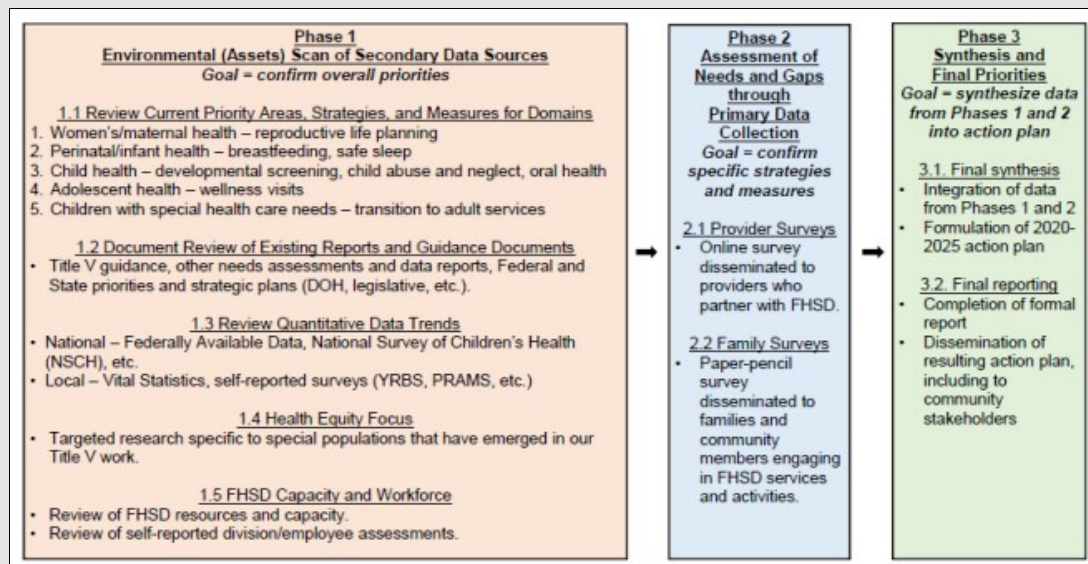 Phase 1
Environmental (Assets) Scan of Secondary Data Sources
Goal = confirm overall priorities
1.1 Review Current Priority Areas, Strategies, and Measures for Domains
1. Women's/maternal health – reproductive life planning
2. Perinatal/infant health – breastfeeding, safe sleep
3. Child health – developmental screening, child abuse and neglect, oral health
4. Adolescent health – wellness visits
5. Children with special health care needs – transition to adult services
1.2 Document Review of Existing Reports and Guidance Documents
• Title V guidance, other needs assessments and data reports, Federal and
State priorities and strategic plans (DOH, legislative, etc.).
1.3 Review Quantitative Data Trends
• National – Federally Available Data, National Survey of Children's Health
(NSCH), etc.
• Local – Vital Statistics, self-reported surveys (YRBS, PRAMS, etc.)
1.4 Health Equity Focus
• Targeted research specific to special populations that have emerged in our
Title V work.
1.5 FHSD Capacity and Workforce
• Review of FHSD resources and capacity.
• Review of self-reported division/employee assessments.
Phase 2
Assessment of
Needs and Gaps
through
Primary Data
Collection
Goal = confirm
specific strategies
and measures
2.1 Provider Surveys
• Online survey
disseminated to
providers who
partner with FHSD.
2.2 Family Surveys
• Paper-pencil
survey
disseminated to
families and
community
members engaging
in FHSD services
and activities.
Phase 3
Synthesis and
Final Priorities
Goal = synthesize data
from Phases 1 and 2
into action plan
3.1. Final synthesis
• Integration of data
from Phases 1 and 2
• Formulation of 2020-
2025 action plan
3.2. Final reporting
• Completion of formal
report
• Dissemination of
resulting action plan,
including to
community
stakeholders